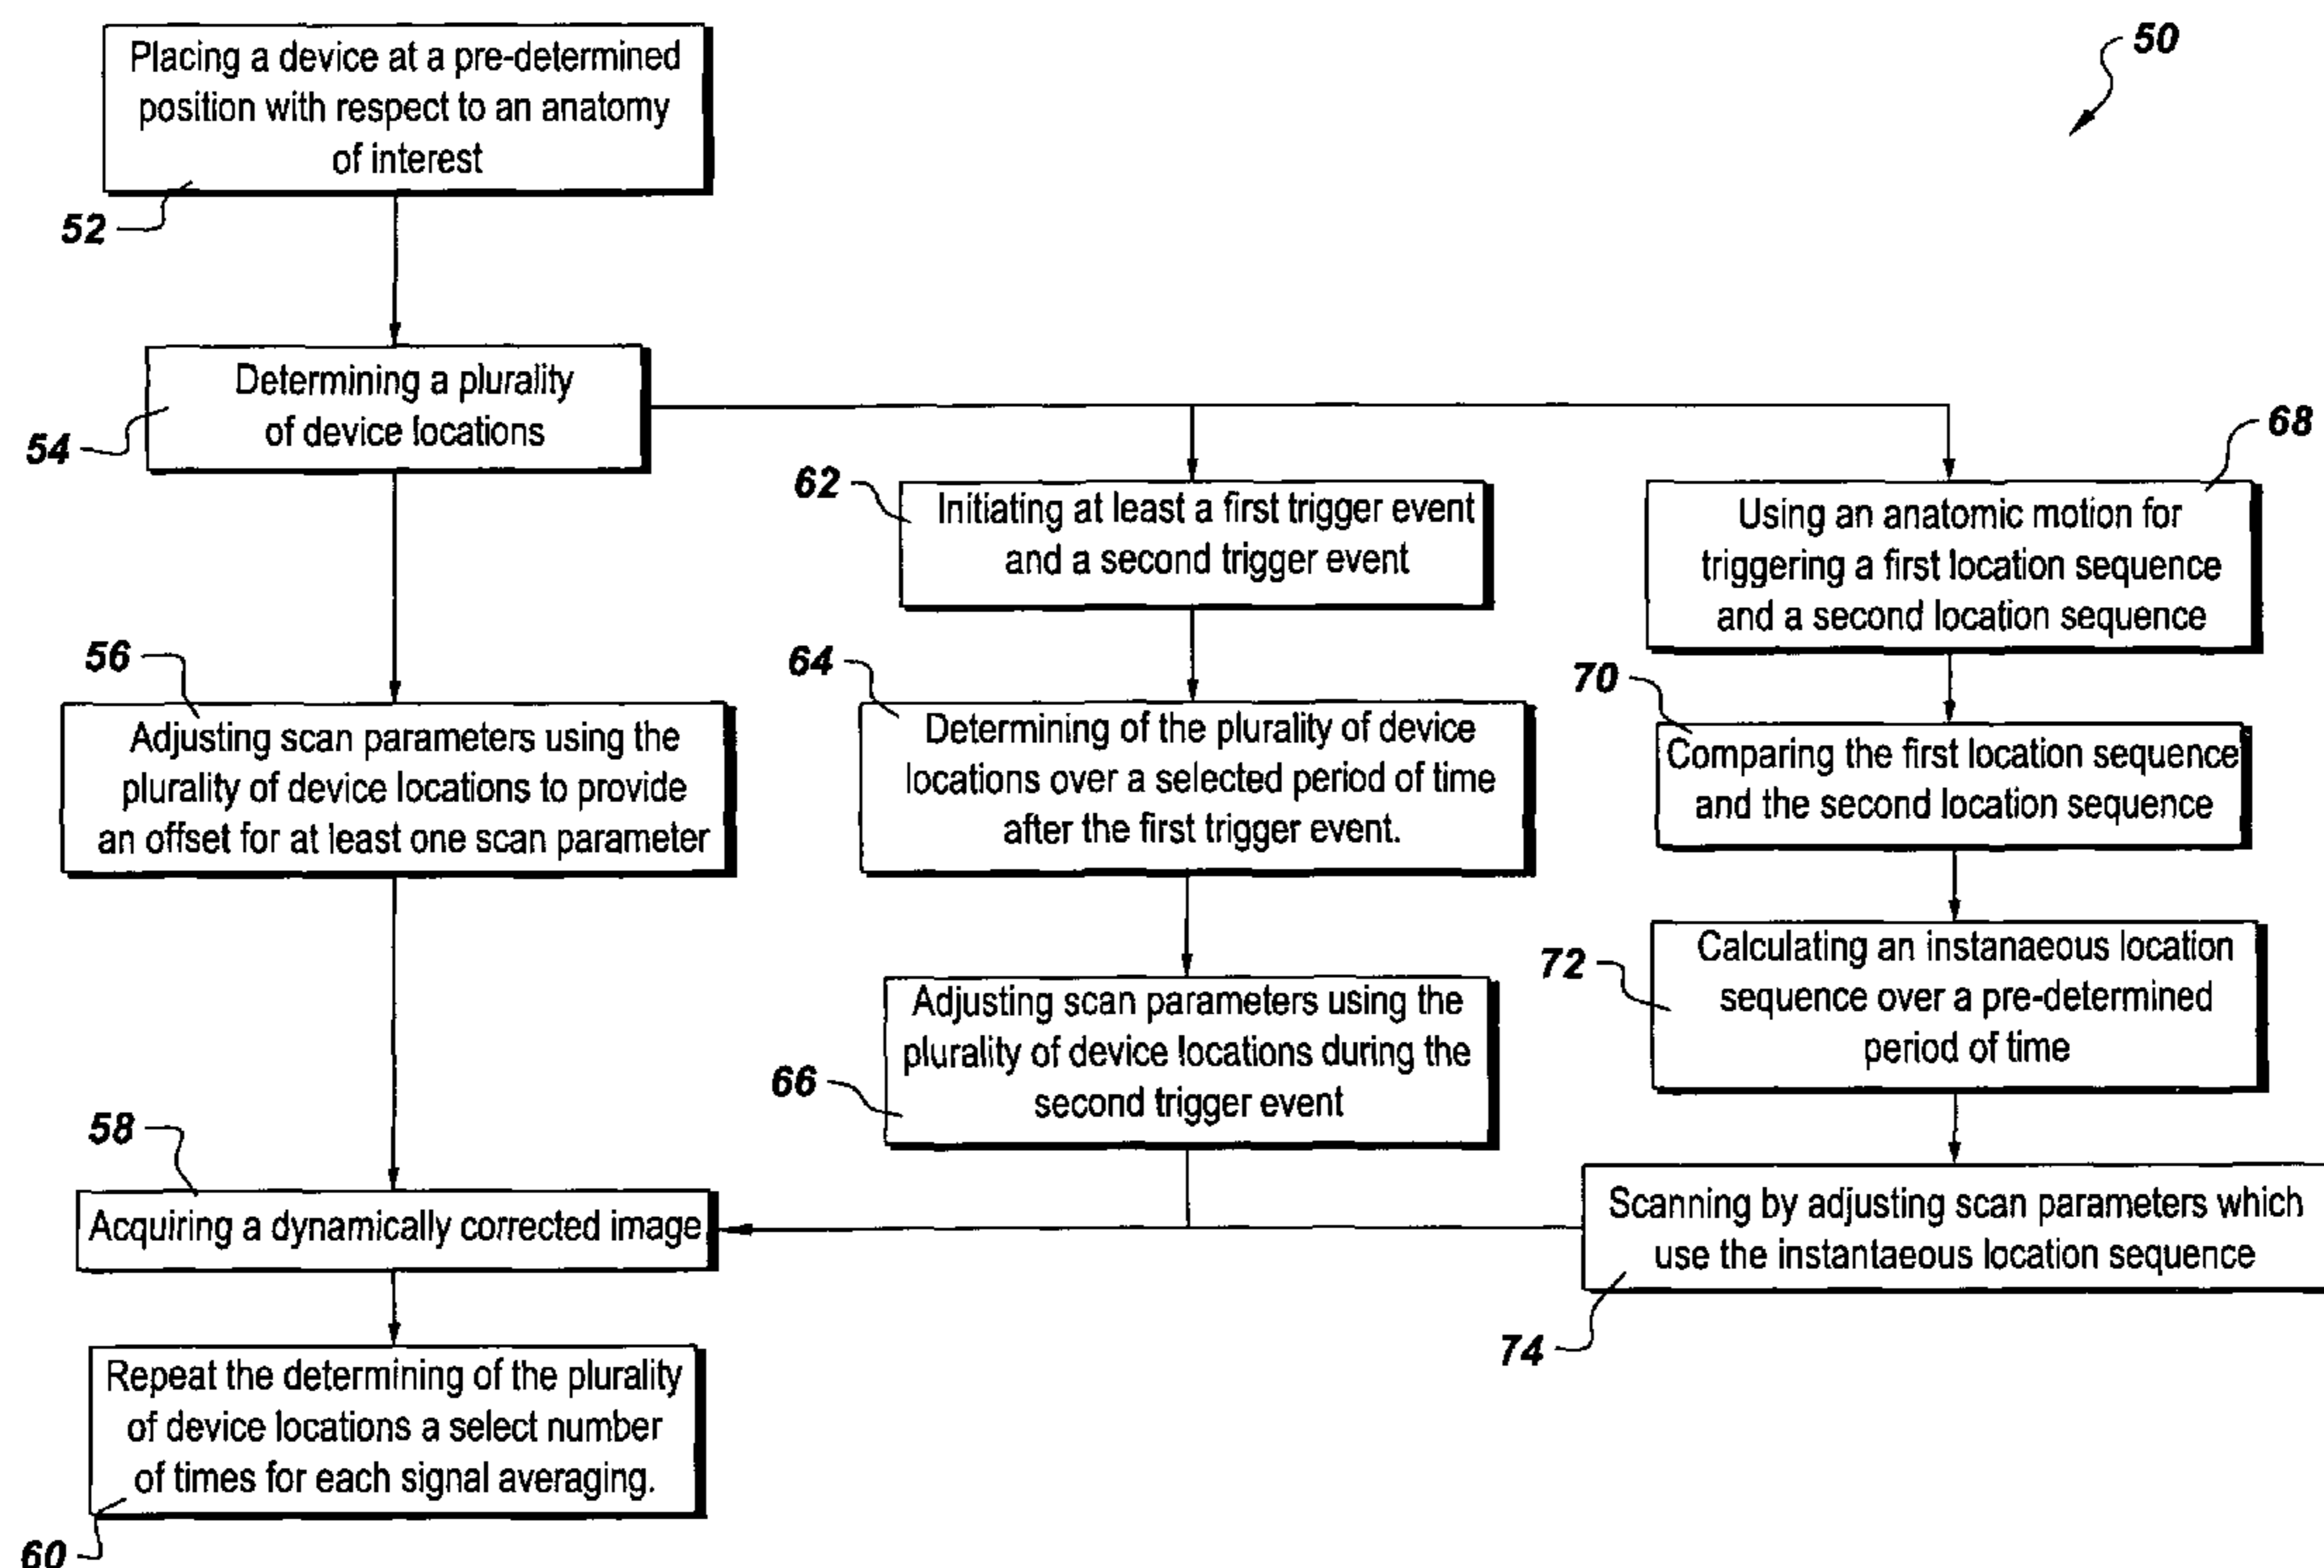 50
Placing a device at a pre-determined
position with respect to an anatomy
of interest
52
Determining a plurality
of device locations
54
56
Adjusting scan parameters using the
plurality of device locations to provide
an offset for at least one scan parameter
58
Acquiring a dynamically corrected image
Repeat the determining of the plurality
of device locations a select number
of times for each signal averaging.
60
62
Initiating at least a first trigger event
and a second trigger event
64
Determining of the plurality of device
locations over a selected period of time
after the first trigger event.
Adjusting scan parameters using the
plurality of device locations during the
second trigger event
66
68
Using an anatomic motion for
triggering a first location sequence
and a second location sequence
70
Comparing the first location sequence
and the second location sequence
72
Calculating an instanaeous location
sequence over a pre-determined
period of time
Scanning by adjusting scan parameters which
use the instantaeous location sequence
74